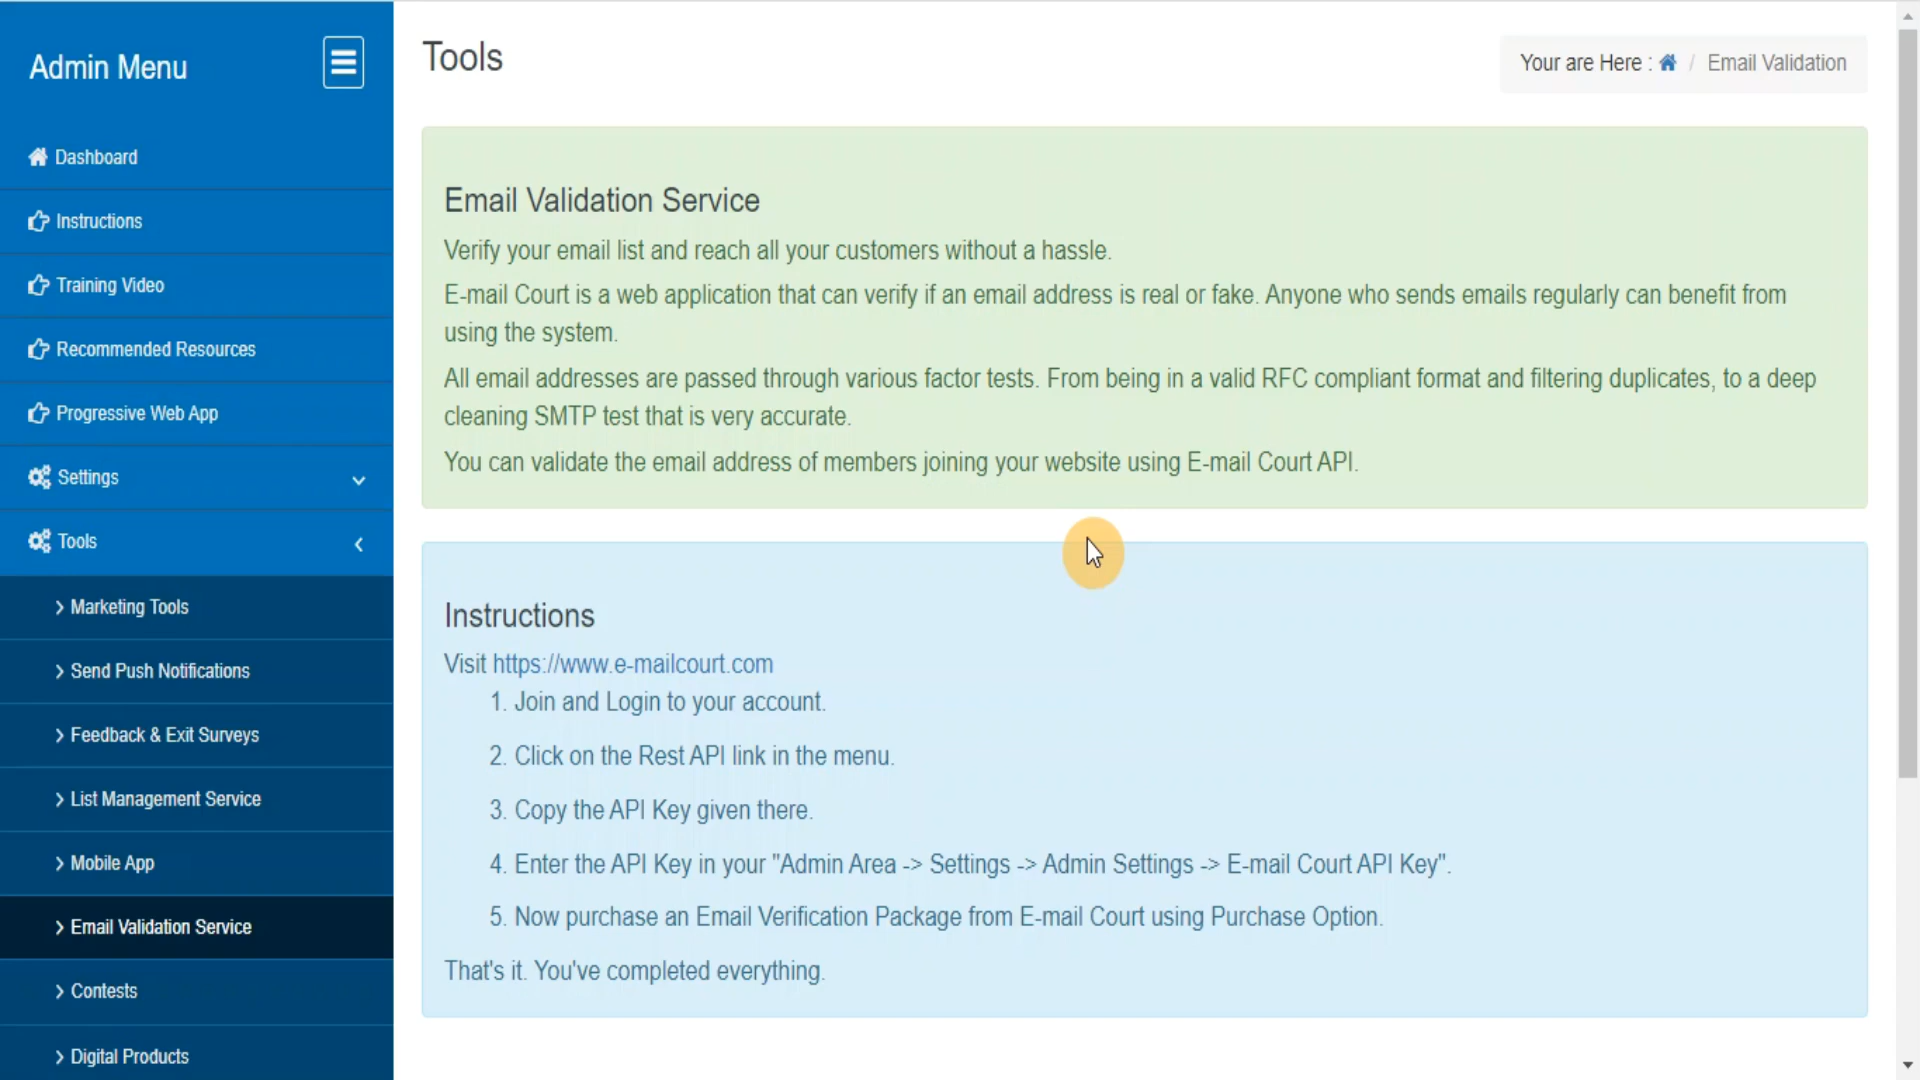 Admin Menu
Dashboard
Instructions
Training Video
Recommended Resources
Progressive Web App
Settings
Tools
Marketing Tools
Send Push Notifications
Feedback & Exit Surveys
List Management Service
Mobile App
Email Validation Service
Contests
Digital Products
Tools
Your are Here : / Email Validation
Email Validation Service
Verify your email list and reach all your customers without a hassle.
E-mail Court is a web application that can verify if an email address is real or fake. Anyone who sends emails regularly can benefit from
using the system.
All email addresses are passed through various factor tests. From being in a valid RFC compliant format and filtering duplicates, to a deep
cleaning SMTP test that is very accurate.
You can validate the email address of members joining your website using E-mail Court API.
Instructions
Visit https://www.e-mailcourt.com
1. Join and Login to your account.
2. Click on the Rest API link in the menu.
3. Copy the API Key given there.
4. Enter the API Key in your "Admin Area -> Settings -> Admin Settings -> E-mail Court API Key".
5. Now purchase an Email Verification Package from E-mail Court using Purchase Option.
That's it. You've completed everything.